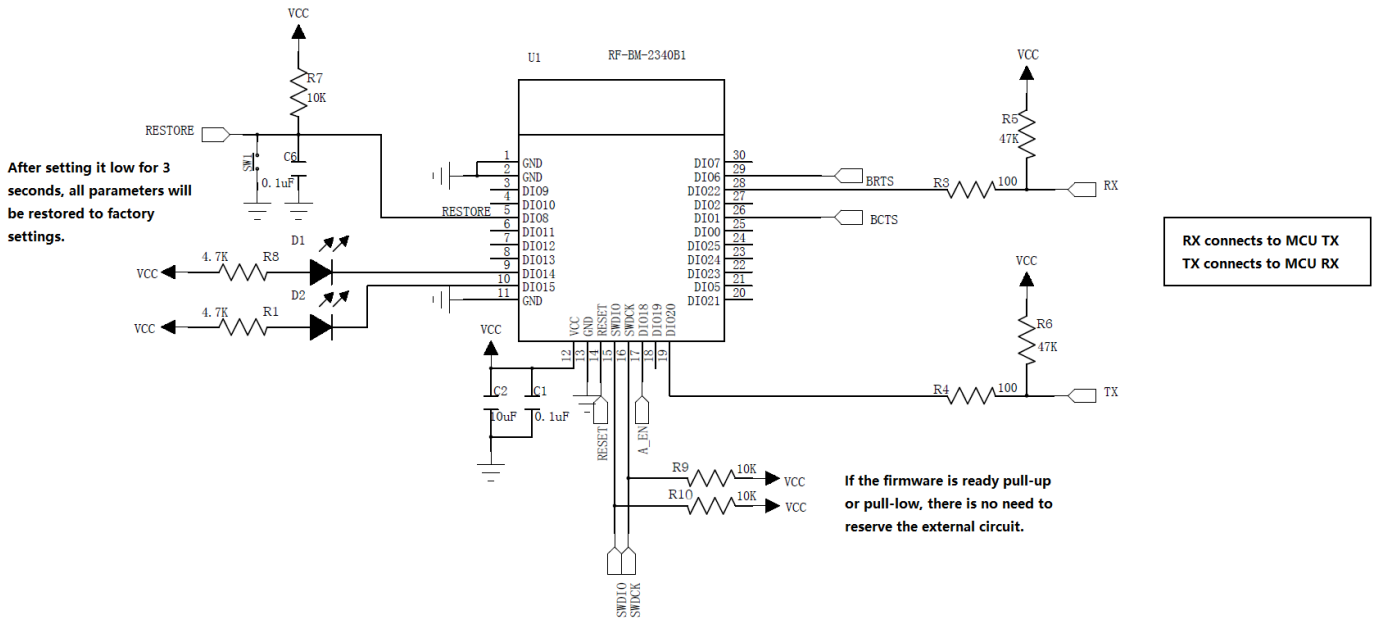 VCC
R7
10K
RESTORE
SW1
C6
0.1uF
After setting it low for 3
seconds, all parameters will
be restored to factory
settings.
RESTORE
4.7K
R8
D1
VCC
4.7K
R1
D2
VCC
U1
RF-BM-2340B1
1 GND
2 GND
3 DIO9
4 DIO10
5 DIO8
6 DIO11
7 DIO12
8 DIO13
9 DIO14
10 DIO15
11 GND
12 VCC
13 GND
14 RESET
15 SWDIO
16 SWDCK
17 DIO18
18 DIO19
19 DIO20
DIO7 30
DIO6 29
DIO22 28
DIO2 27
DIO1 26
DIO0 25
DIO25 24
DIO24 23
DIO23 22
DIO5 21
DIO21 20
VCC
C2
10uF
C1
0.1uF
RESET
A_EN
BRTS
BCTS
VCC
R5
47K
R3
100
RX
RX connects to MCU TX
TX connects to MCU RX
VCC
R6
47K
R4
100
TX
R9
10K
VCC
R10
10K
VCC
If the firmware is ready pull-up
or pull-low, there is no need to
reserve the external circuit.
SWDIO
SWDCK